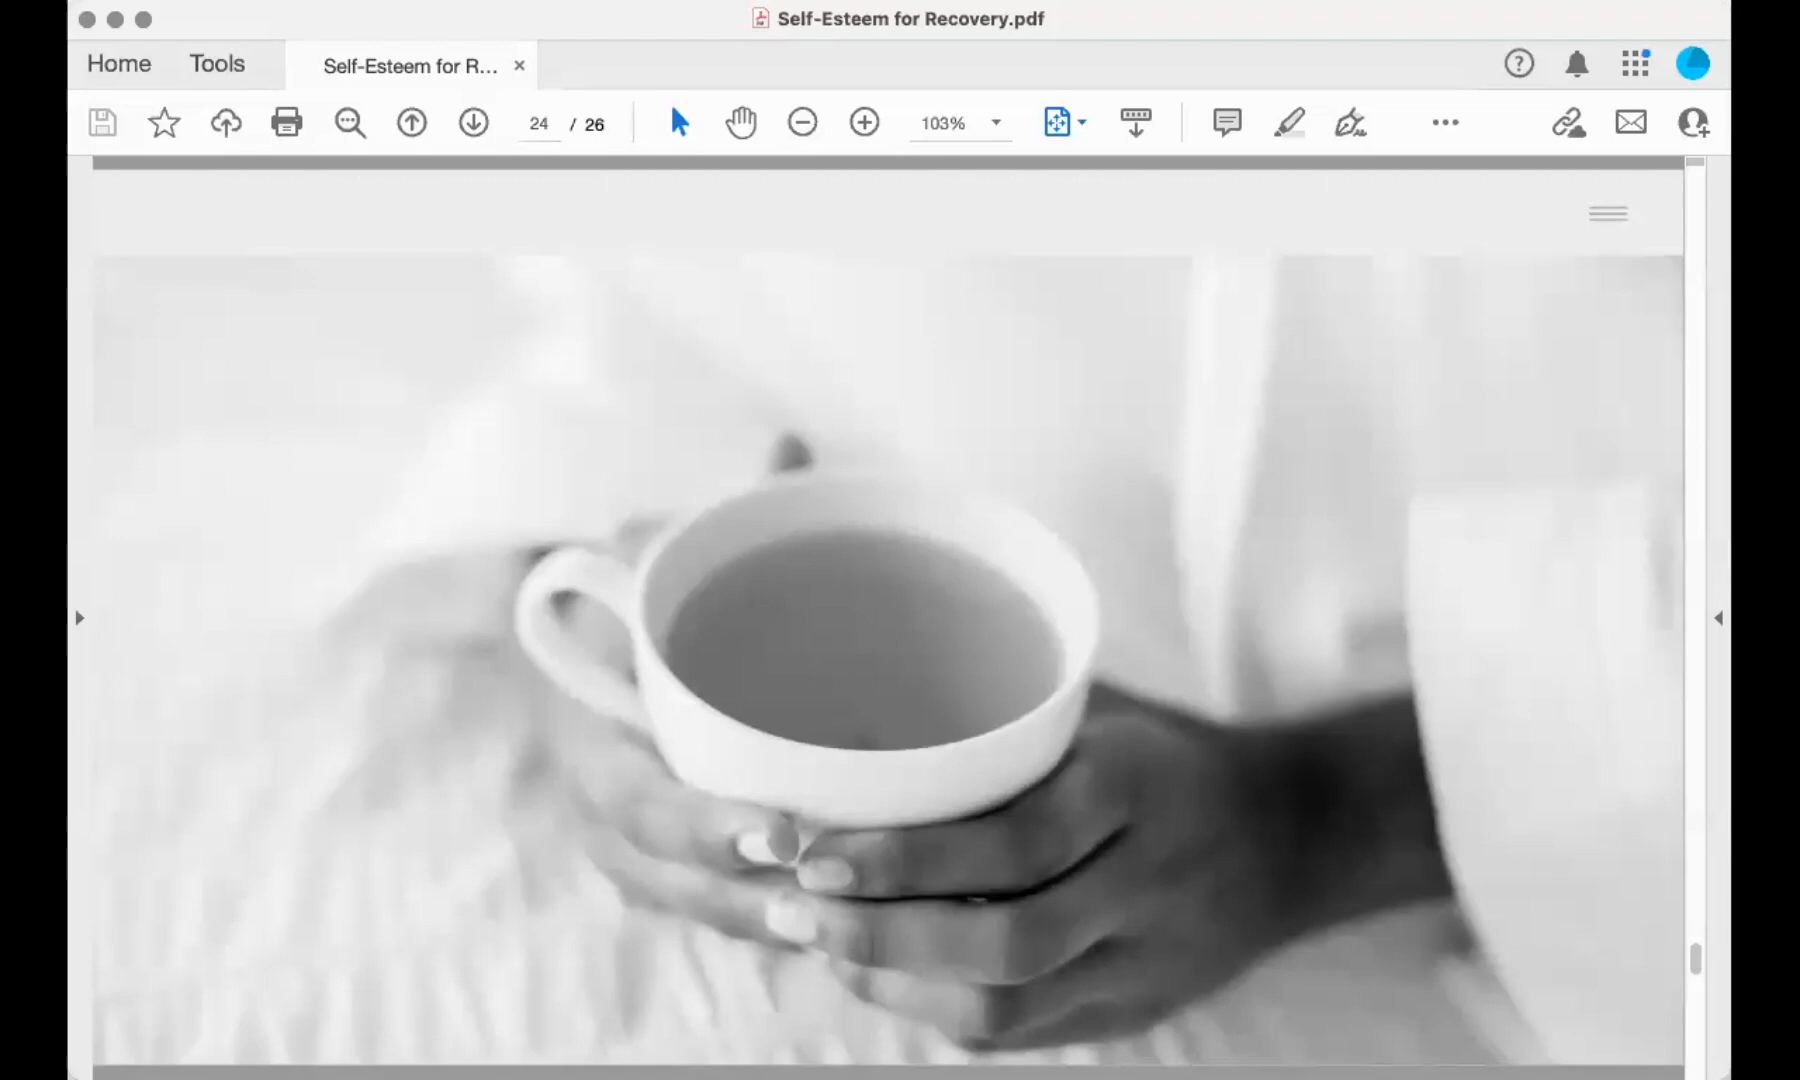 Self-Esteem for Recovery.pdf
Home Tools Self-Esteem for R... ×
24 / 26 103%